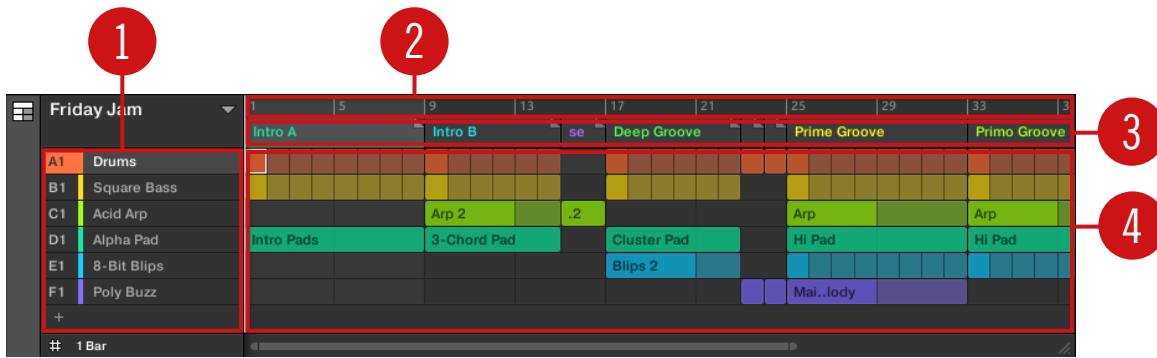 1
2
Friday Jam
1 5 9 13 17 21 25 29 33 3
Intro A Intro B se Deep Groove Prime Groove Primo Groove
3
A1 Drums
B1 Square Bass
C1 Acid Arp Arp 2 .2 Arp Arp
4
D1 Alpha Pad Intro Pads 3-Chord Pad Cluster Pad Hi Pad Hi Pad
E1 8-Bit Blips Blips 2
F1 Poly Buzz Mai..lody
+
1 Bar